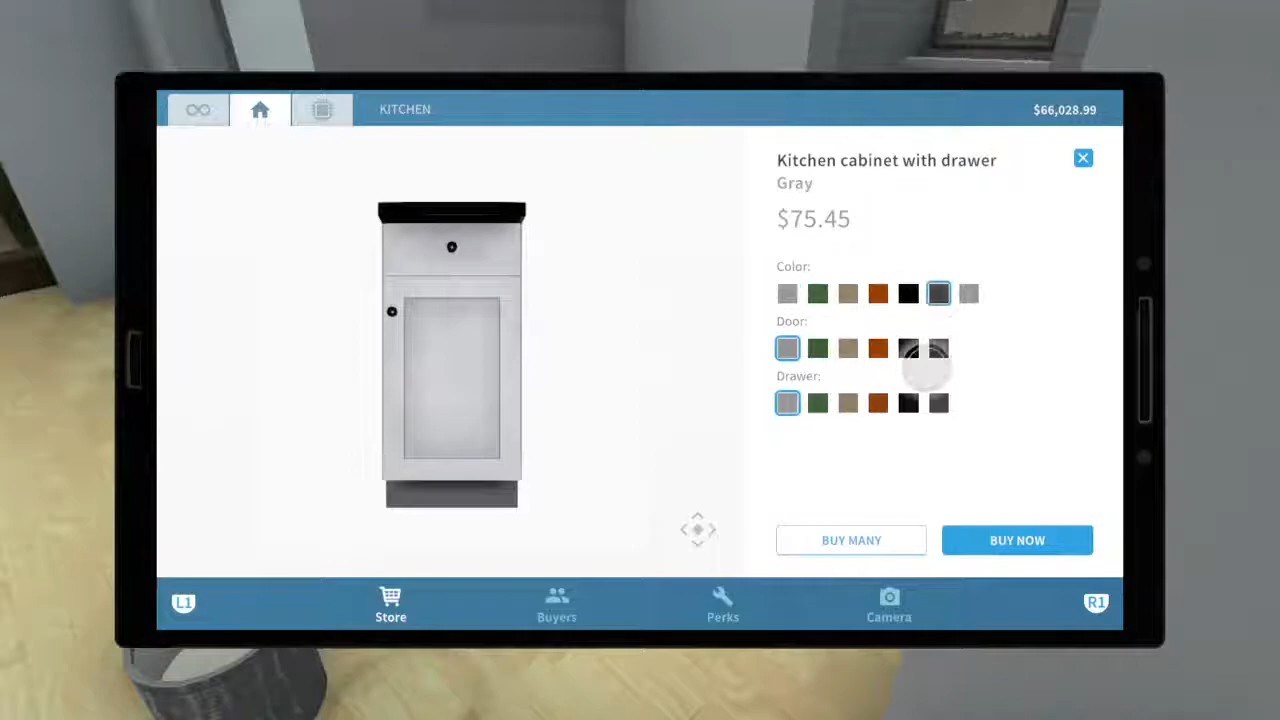 KITCHEN
$66,028.99
Kitchen cabinet with drawer
Gray
$75.45
Color:
Door:
Drawer:
BUY MANY
BUY NOW
L1
Store
Buyers
Perks
Camera
R1